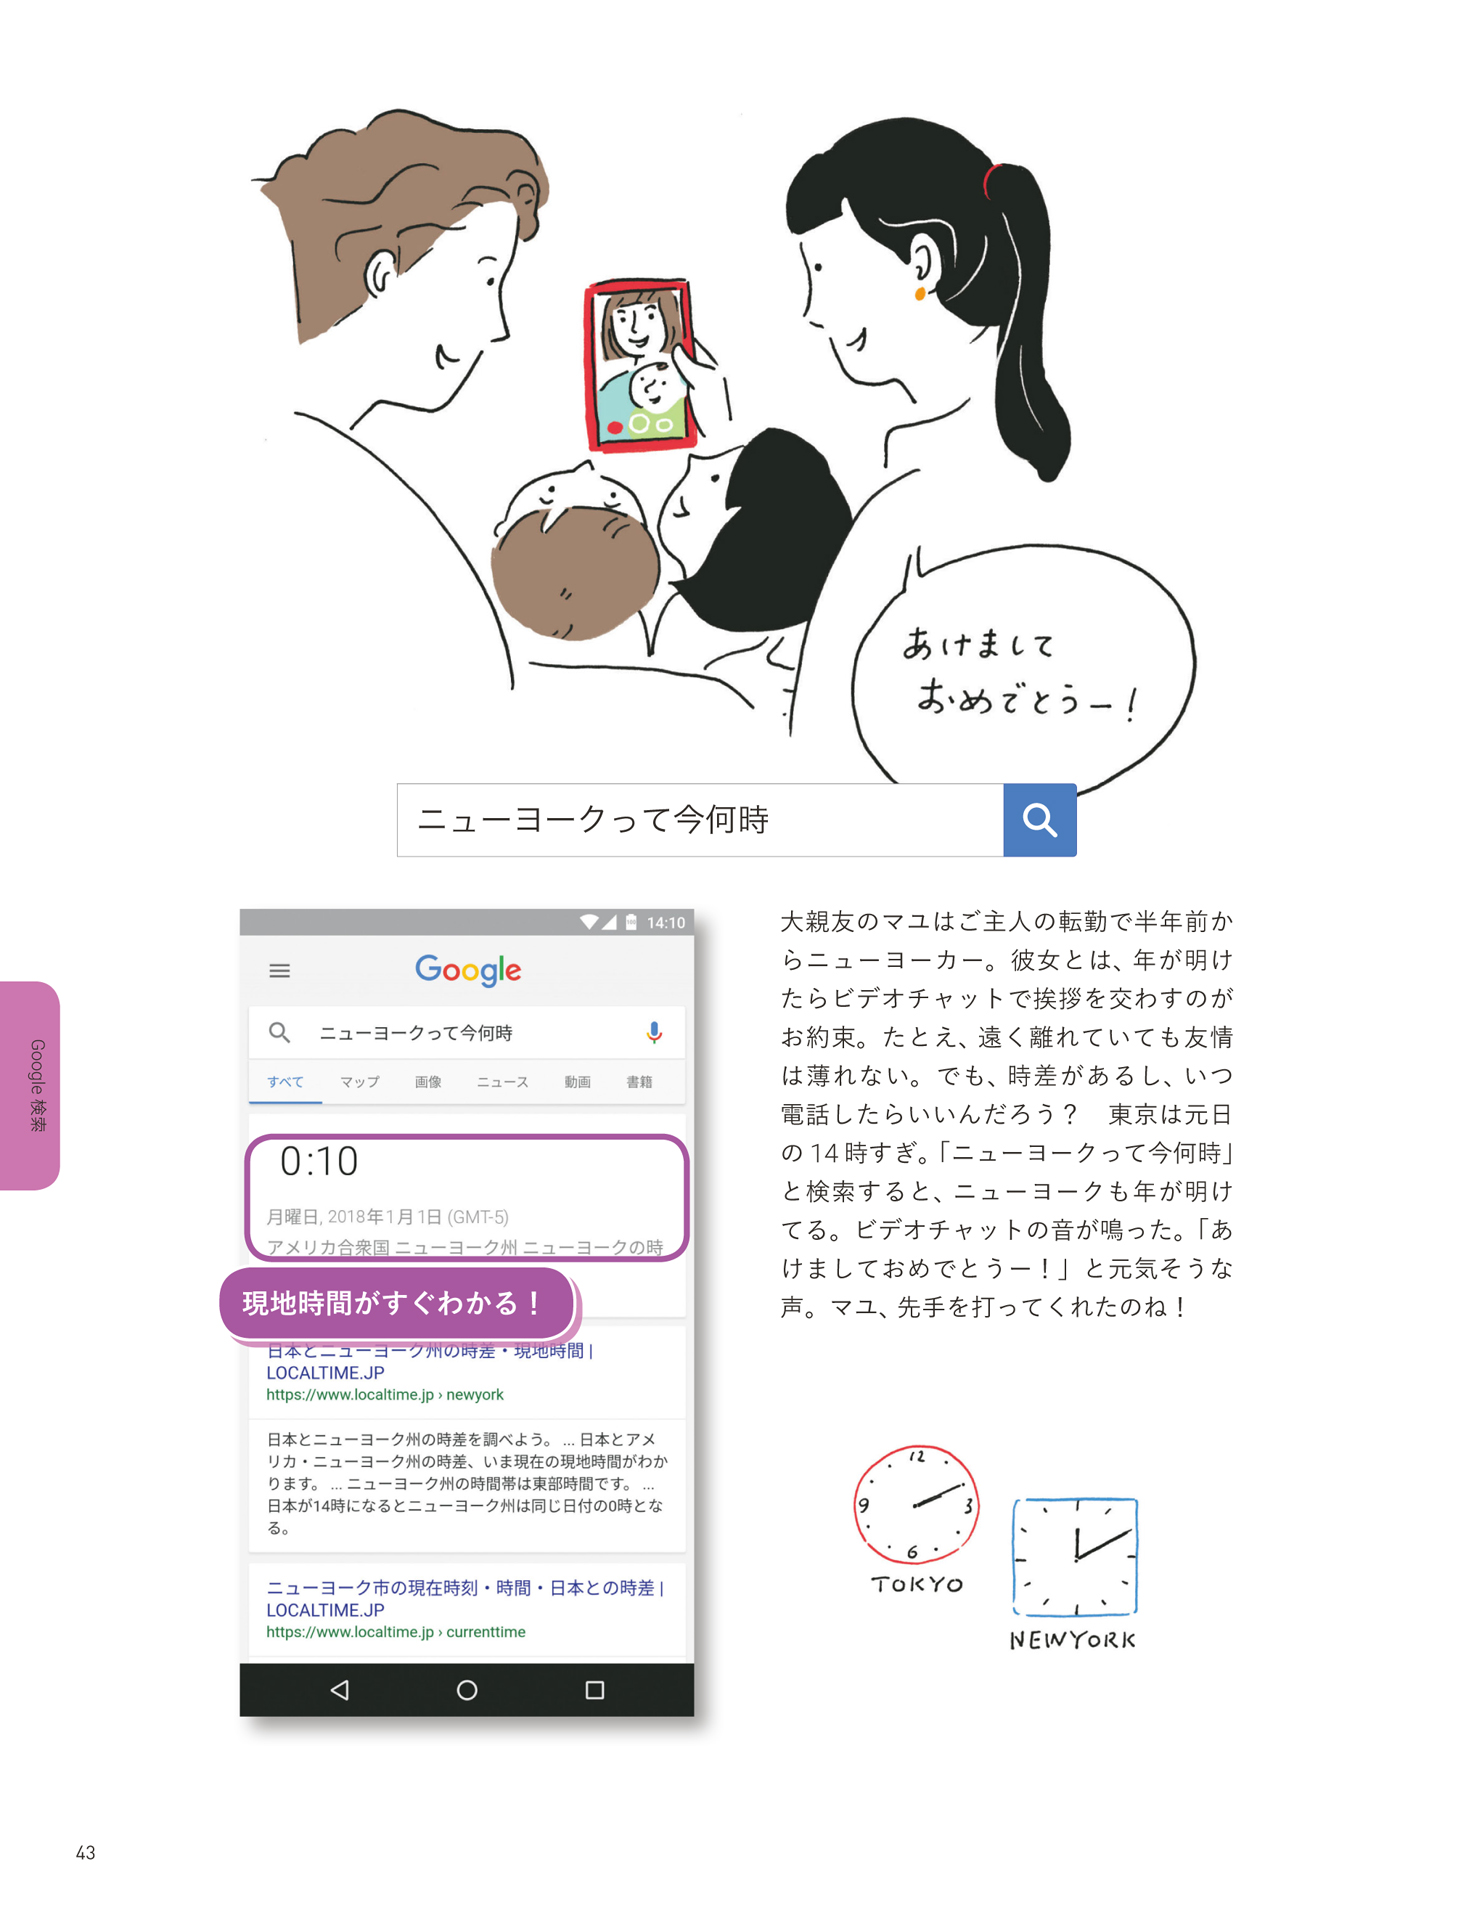 あけまして
おめでとうー！
ニューヨークって今何時
14:10
Google
ニューヨークって今何時
すべて マップ 画像 ニュース 動画 書籍
0:10
月曜日, 2018年1月1日 (GMT-5)
アメリカ合衆国 ニューヨーク州 ニューヨークの時
現地時間がすぐわかる！
日本とニューヨーク州の時差・現地時間 |
LOCALTIME.JP
https://www.localtime.jp › newyork
日本とニューヨーク州の時差を調べよう。 ... 日本とアメ
リカ・ニューヨーク州の時差、いま現在の現地時間がわか
ります。 ... ニューヨーク州の時間帯は東部時間です。 ...
日本が14時になるとニューヨーク州は同じ日付の0時とな
る。
ニューヨーク市の現在時刻・時間・日本との時差 |
LOCALTIME.JP
https://www.localtime.jp › currenttime
大親友のマユはご主人の転勤で半年前か
らニューヨーカー。彼女とは、年が明け
たらビデオチャットで挨拶を交わすのが
お約束。たとえ、遠く離れていても友情
は薄れない。でも、時差があるし、いつ
電話したらいいんだろう？　東京は元日
の14時すぎ。「ニューヨークって今何時」
と検索すると、ニューヨークも年が明け
てる。ビデオチャットの音が鳴った。「あ
けましておめでとうー！」と元気そうな
声。マユ、先手を打ってくれたのね！
12
9
3
6
TOKYO
NEWYORK
Google 検索
43